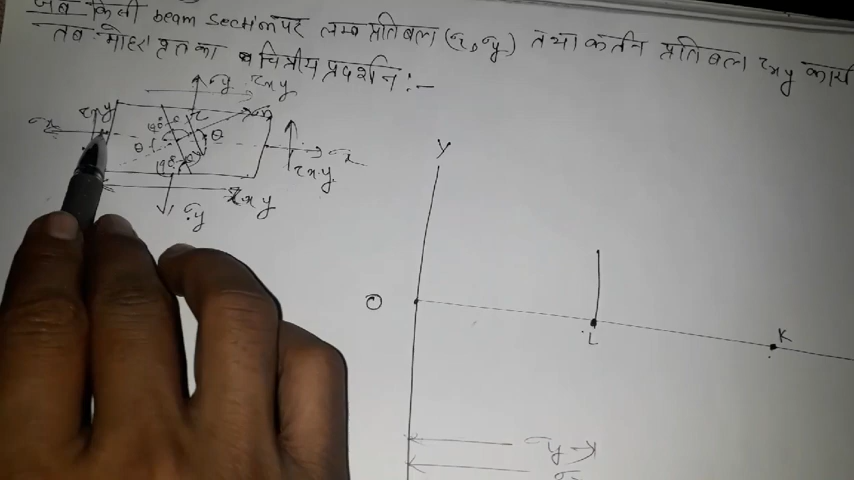 जब किसी beam section पर लम्ब प्रतिबल (σx, σy) तथा कर्तन प्रतिबल τxy कार्य
तब मोहर वृत का चित्रीय प्रदर्शन :-
σy τxy
τxy
σx
θ
θ
σx
τxy
τxy
σy
Y
O
L
K
σy